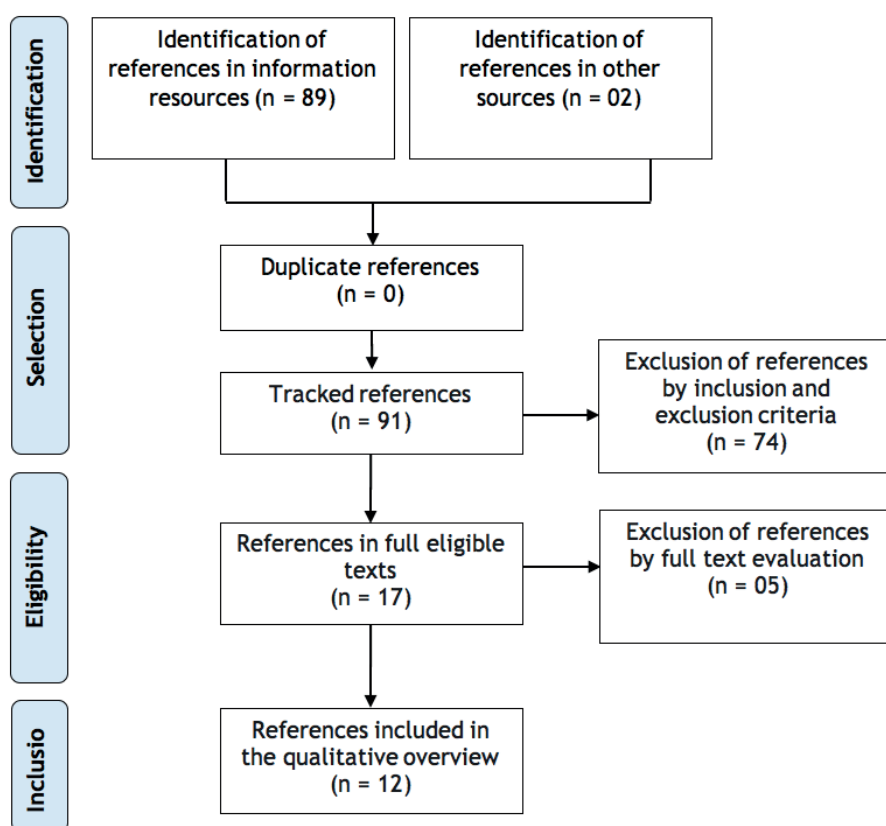 Identification
Identification of
references in information
resources (n = 89)
Identification of
references in other
sources (n = 02)
Selection
Duplicate references
(n = 0)
Tracked references
(n = 91)
Exclusion of references
by inclusion and
exclusion criteria
(n = 74)
Eligibility
References in full eligible
texts
(n = 17)
Exclusion of references
by full text evaluation
(n = 05)
Inclusio
References included in
the qualitative overview
(n = 12)